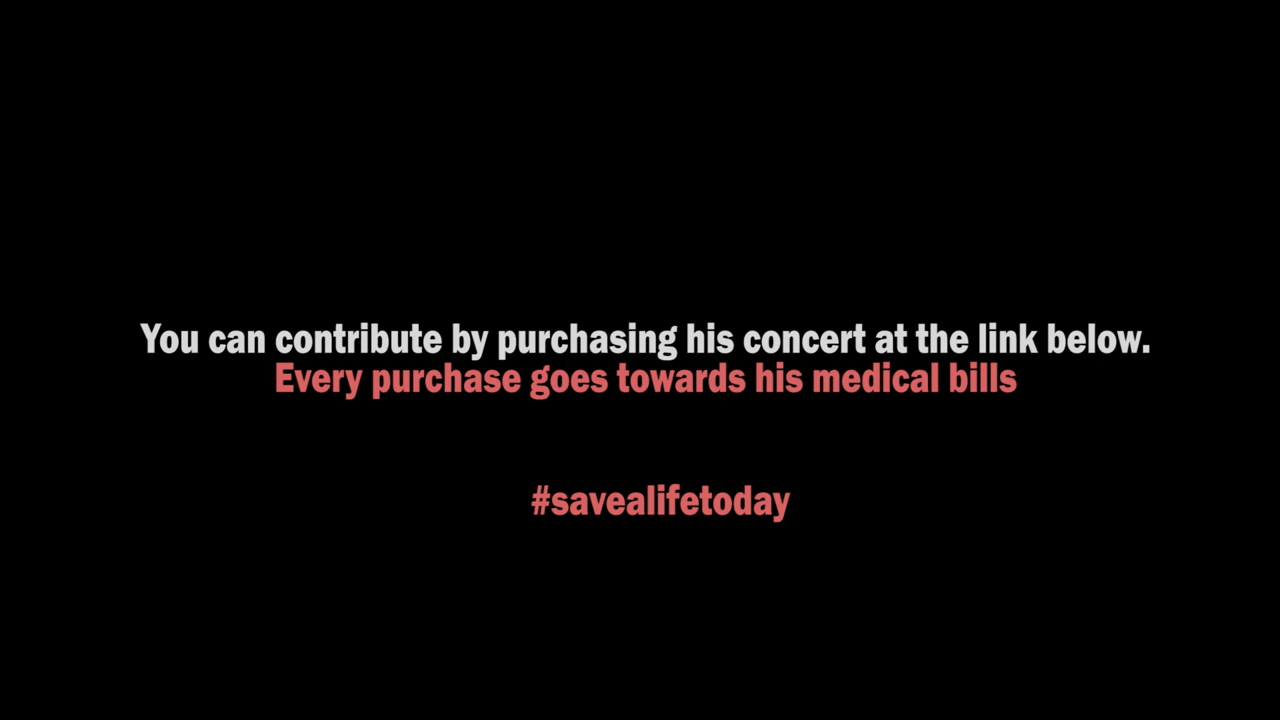 You can contribute by purchasing his concert at the link below.
Every purchase goes towards his medical bills
#savealifetoday